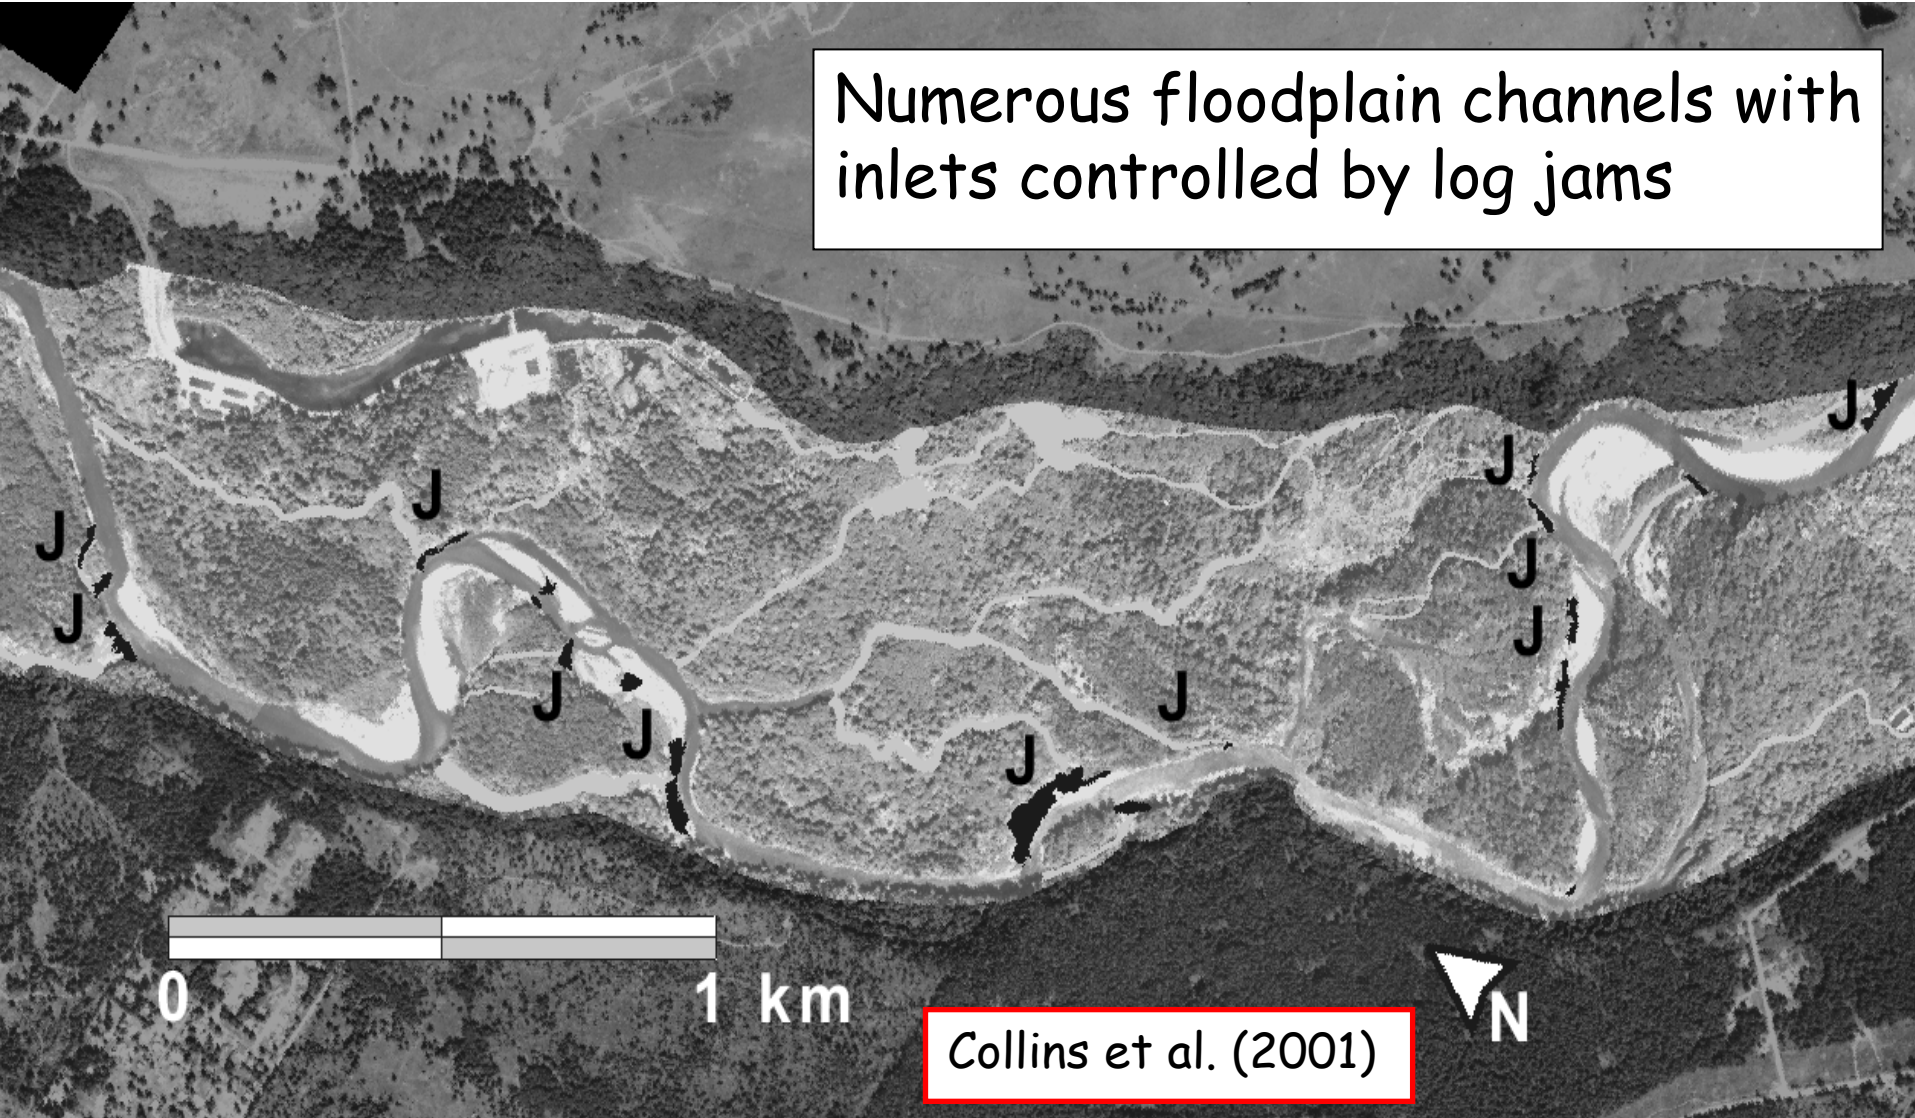 Numerous floodplain channels with
inlets controlled by log jams
J
J
J
J
J
J
J
J
J
J
J
0
1 km
N
Collins et al. (2001)